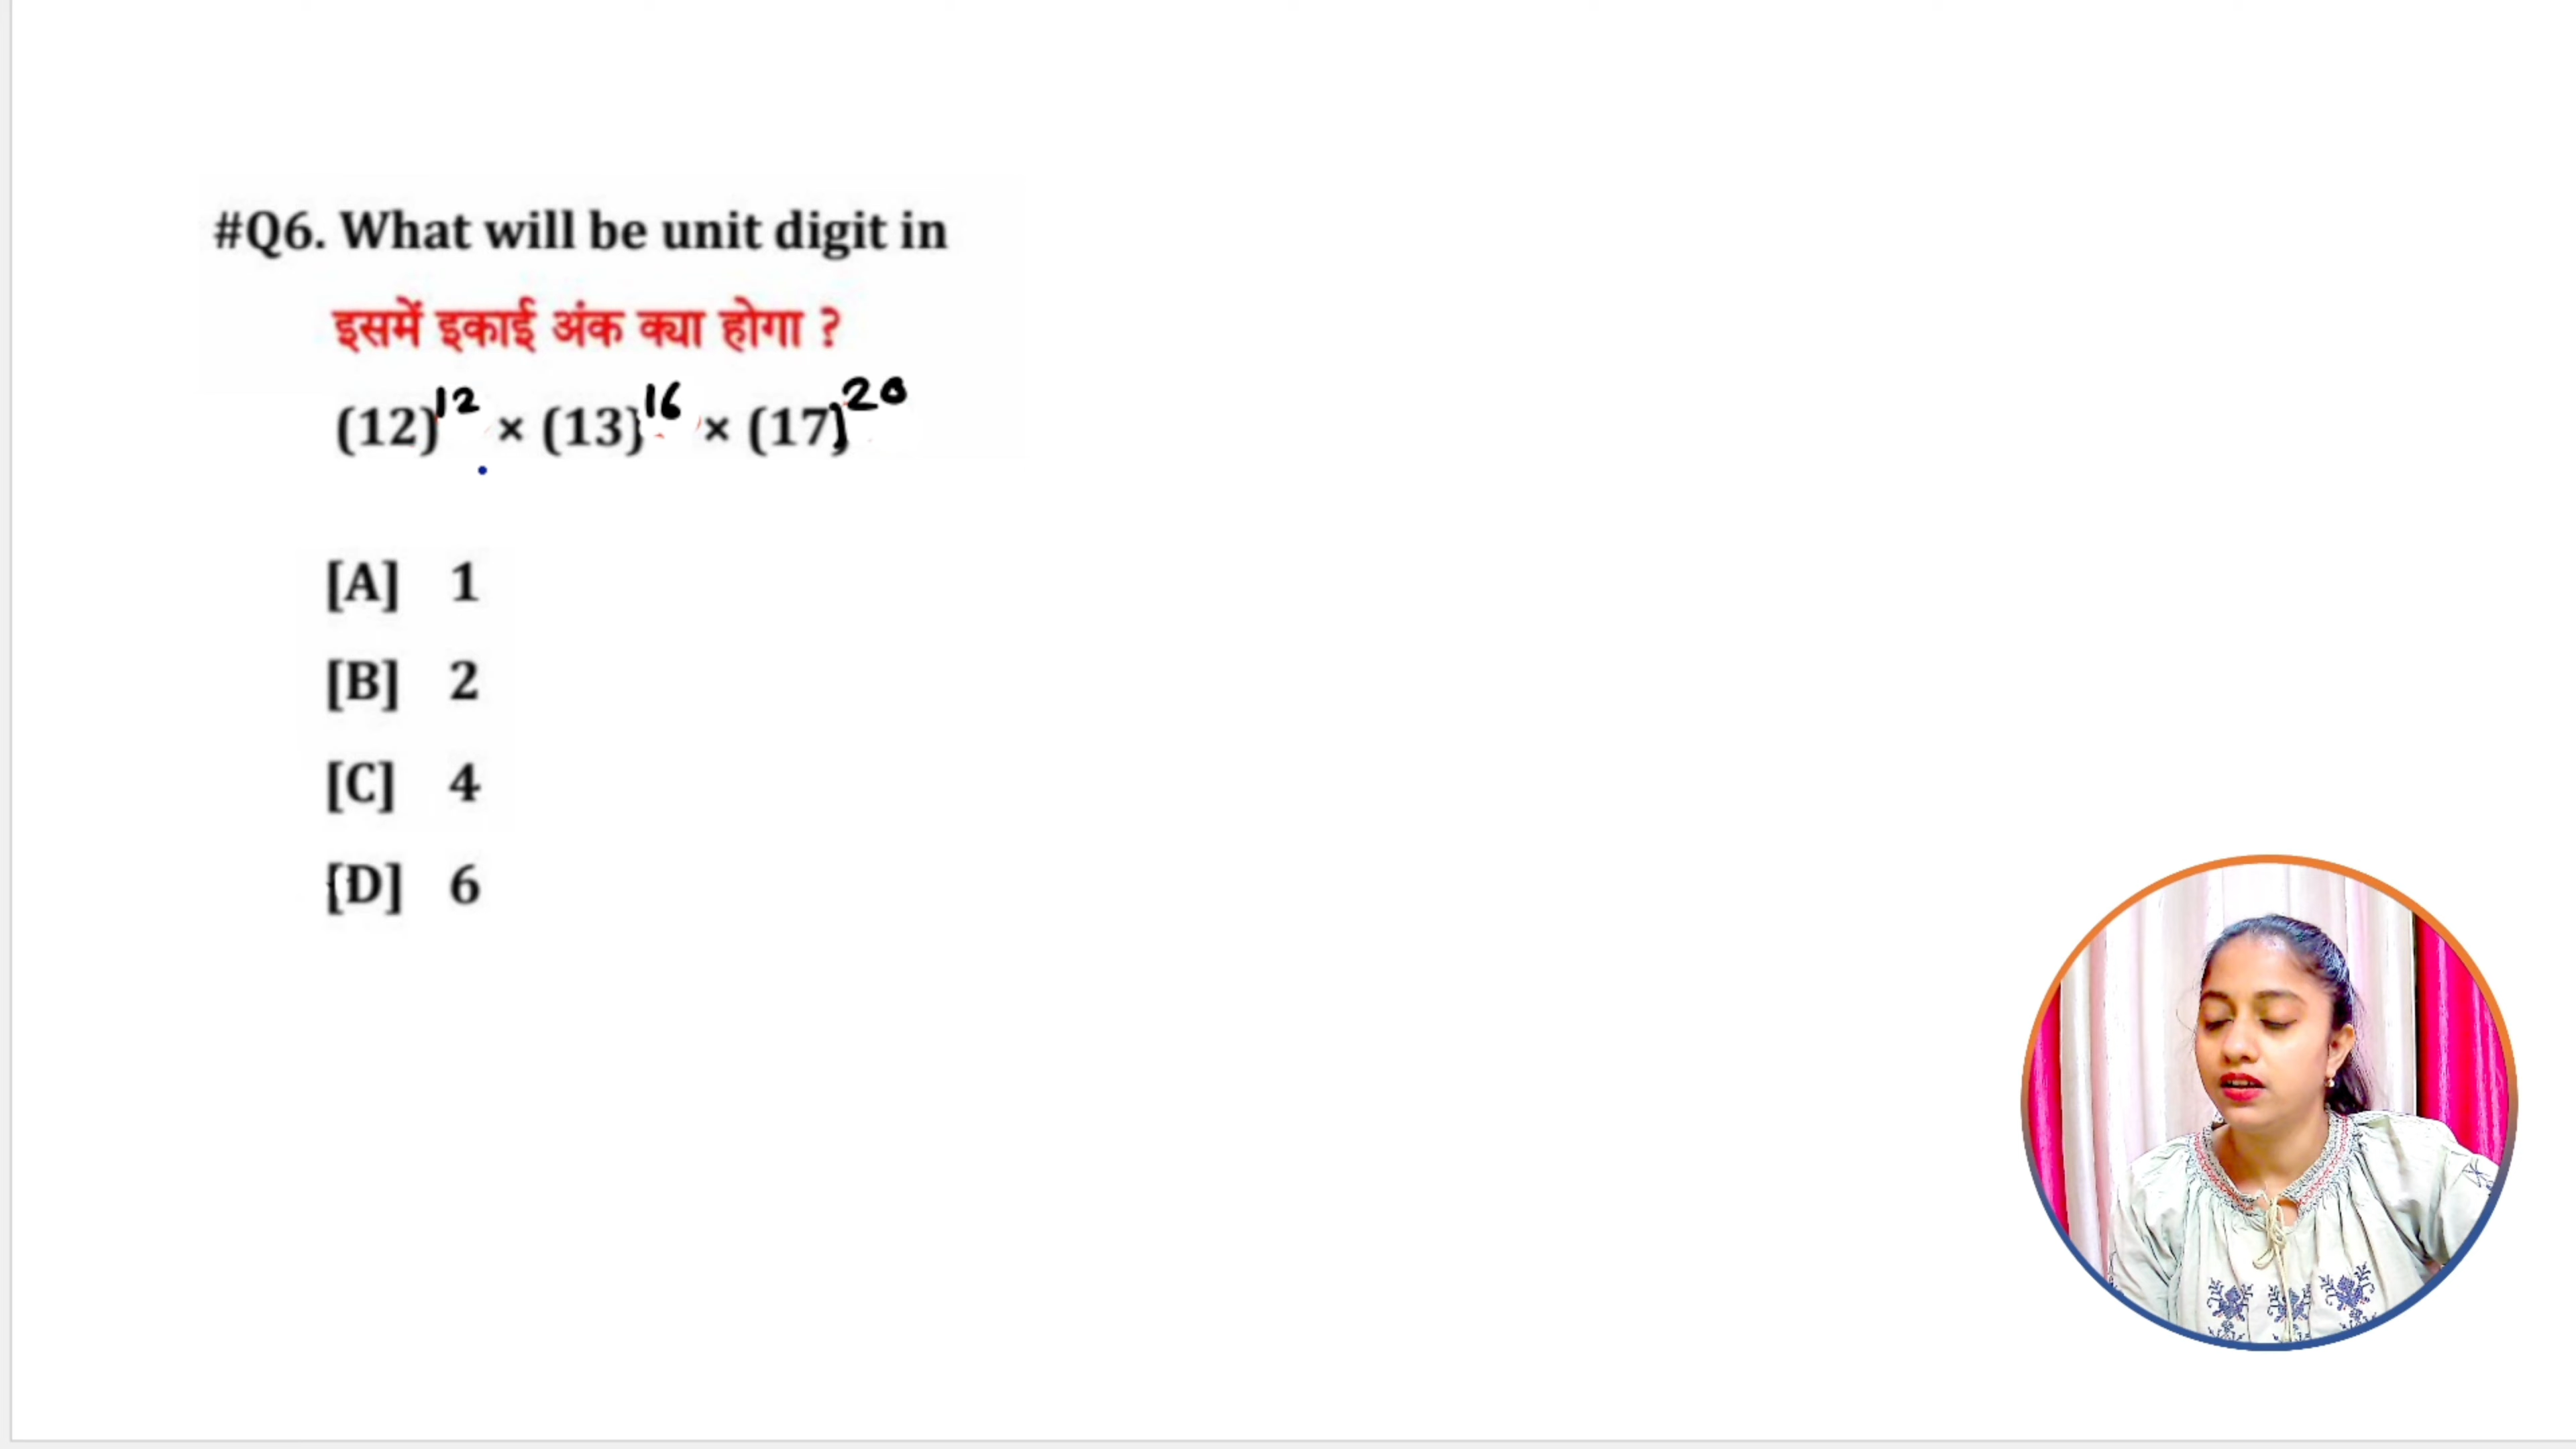 #Q6. What will be unit digit in
इसमें इकाई अंक क्या होगा ?
(12)¹² × (13)¹⁶ × (17)²⁰
[A] 1
[B] 2
[C] 4
[D] 6